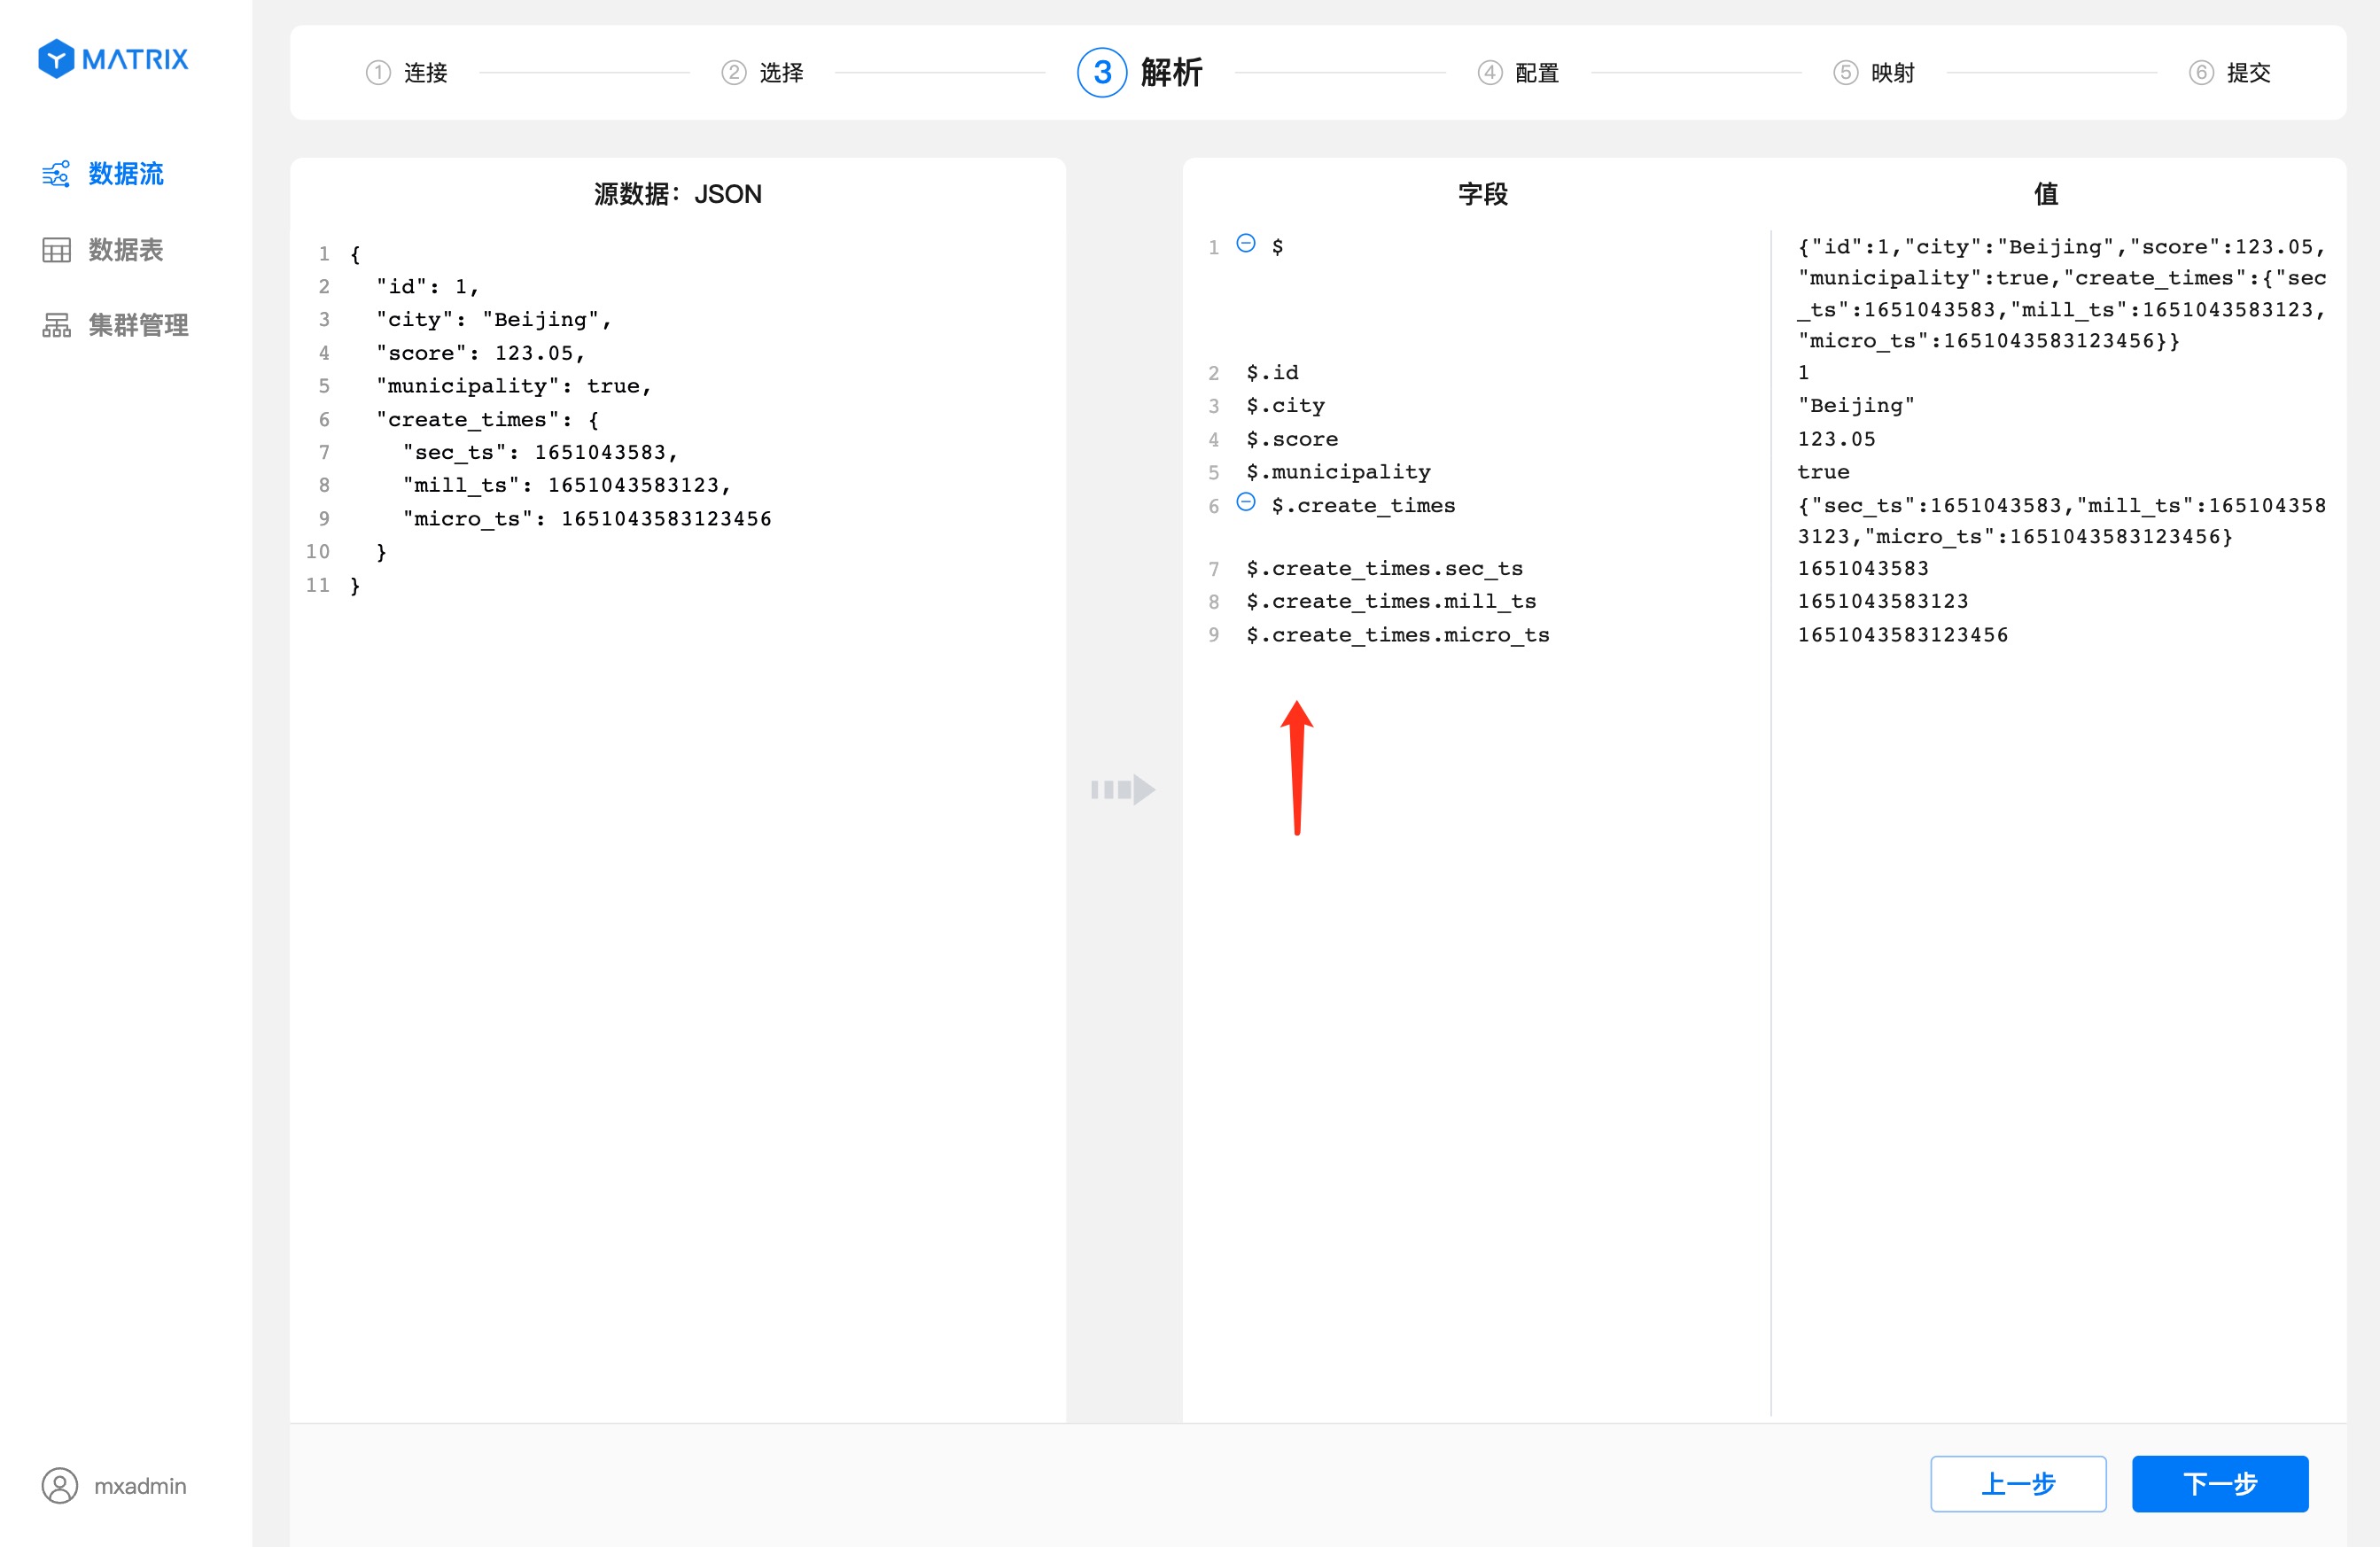 MATRIX
① 连接
② 选择
③ 解析
④ 配置
⑤ 映射
⑥ 提交
数据流
数据表
集群管理
源数据：JSON
1 {
2 "id": 1,
3 "city": "Beijing",
4 "score": 123.05,
5 "municipality": true,
6 "create_times": {
7 "sec_ts": 1651043583,
8 "mill_ts": 1651043583123,
9 "micro_ts": 1651043583123456
10 }
11 }
字段 值
1 $ {"id":1,"city":"Beijing","score":123.05,
"municipality":true,"create_times":{"sec
_ts":1651043583,"mill_ts":1651043583123,
"micro_ts":1651043583123456}}
2 $.id 1
3 $.city "Beijing"
4 $.score 123.05
5 $.municipality true
6 $.create_times {"sec_ts":1651043583,"mill_ts":165104358
3123,"micro_ts":1651043583123456}
7 $.create_times.sec_ts 1651043583
8 $.create_times.mill_ts 1651043583123
9 $.create_times.micro_ts 1651043583123456
mxadmin
上一步
下一步